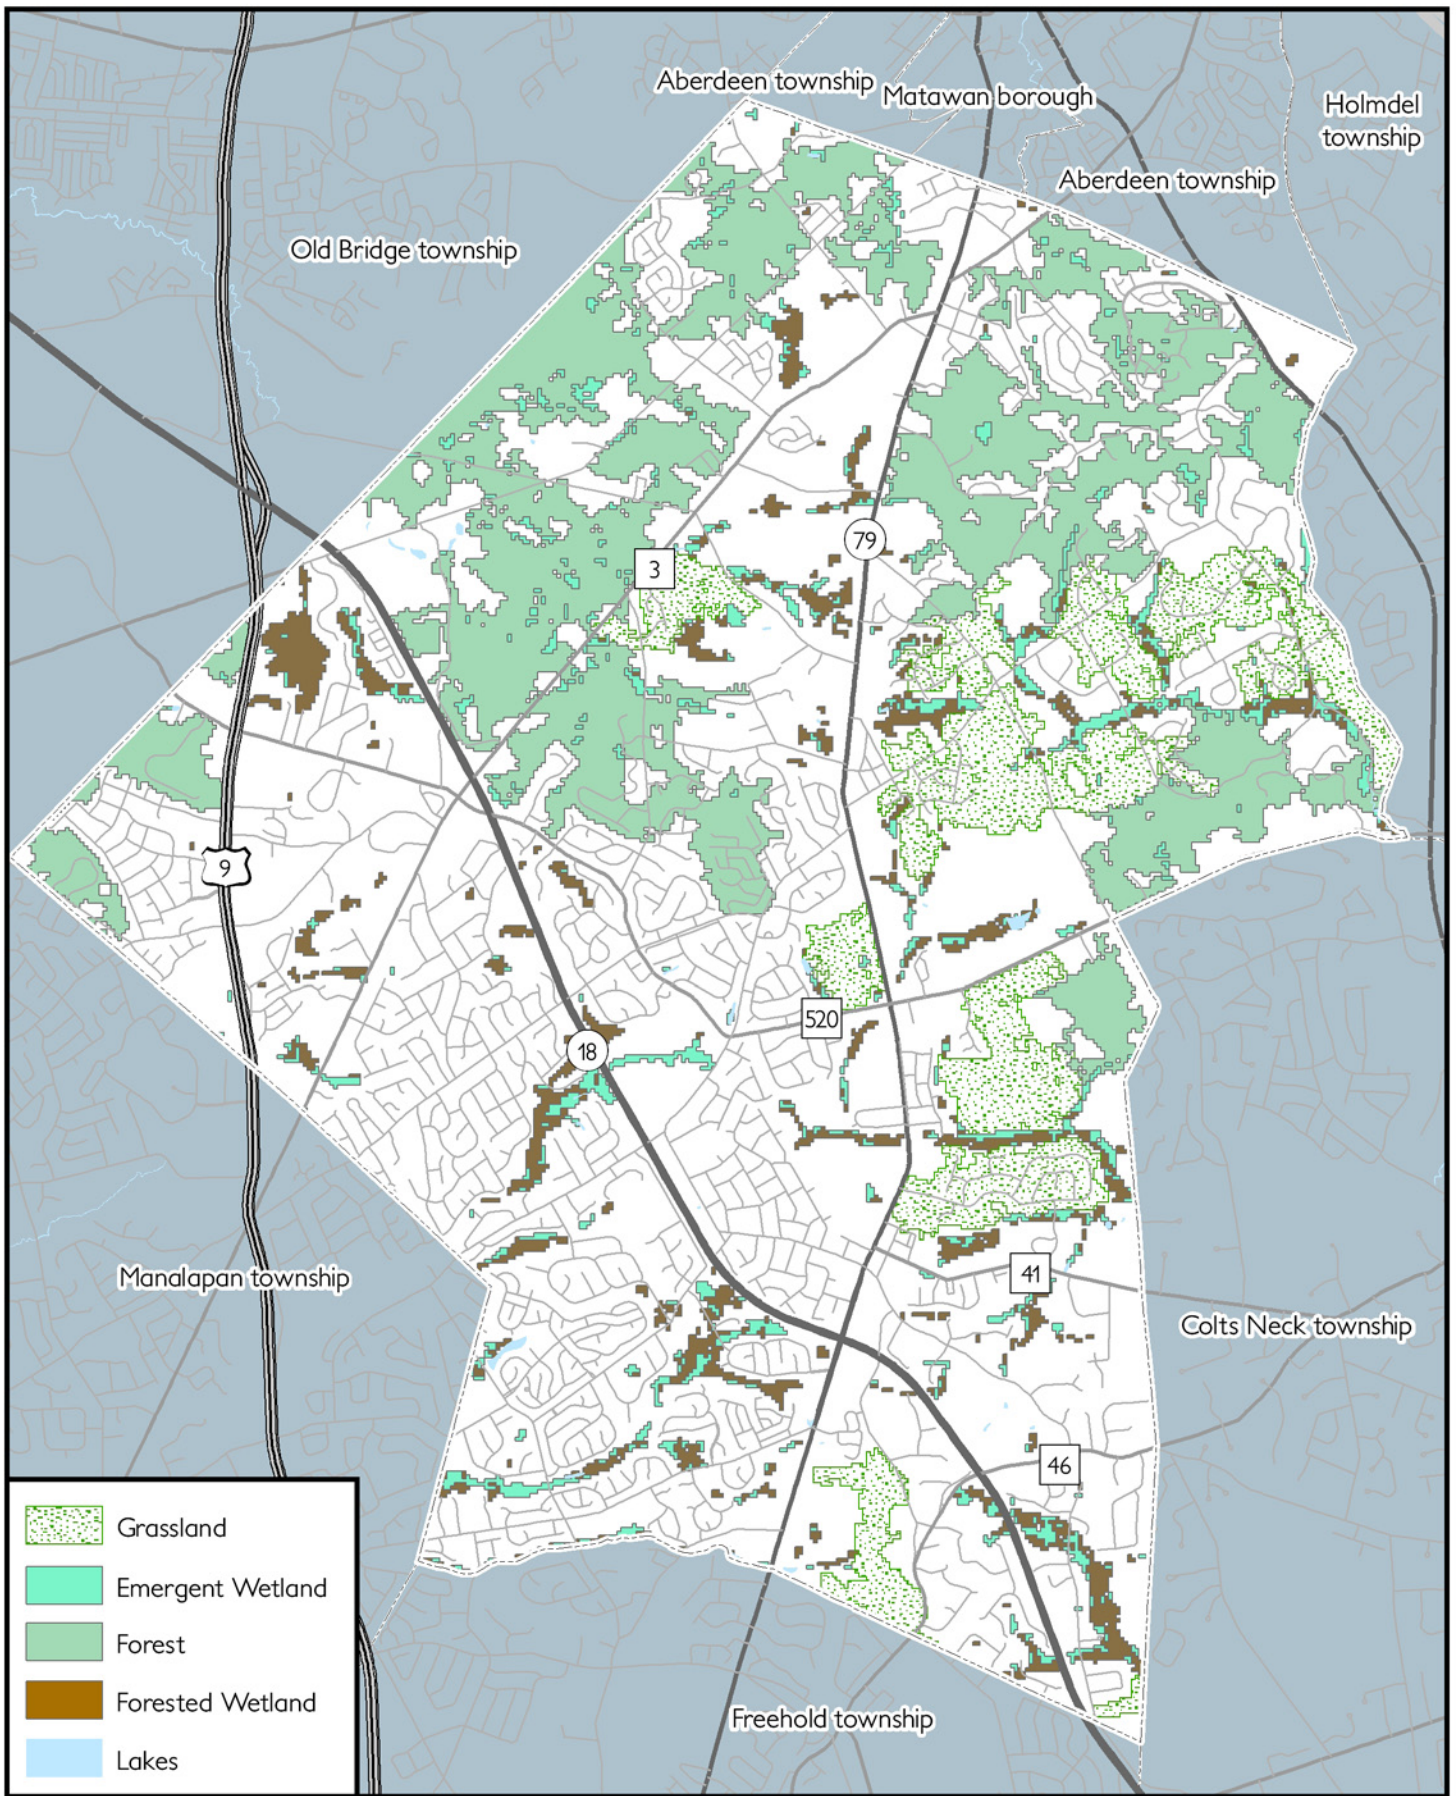 Aberdeen township
Matawan borough
Holmdel
township
Aberdeen township
Old Bridge township
3
79
9
520
18
Manalapan township
41
Colts Neck township
46
Grassland
Emergent Wetland
Forest
Forested Wetland
Lakes
Freehold township